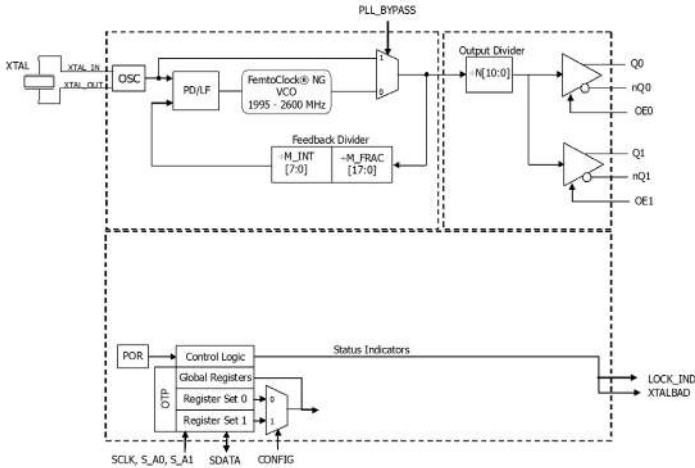 PLL_BYPASS
XTAL
XTAL_IN
XTAL_OUT
OSC
PD/LF
FemtoClock® NG
VCO
1995 - 2600 MHz
1
0
Output Divider
÷N[10:0]
Q0
nQ0
OE0
Feedback Divider
÷M_INT
[7:0]
÷M_FRAC
[17:0]
Q1
nQ1
OE1
POR
Control Logic
Status Indicators
OTP
Global Registers
Register Set 0
0
Register Set 1
1
LOCK_IND
XTALBAD
SCLK, S_A0, S_A1
SDATA
CONFIG